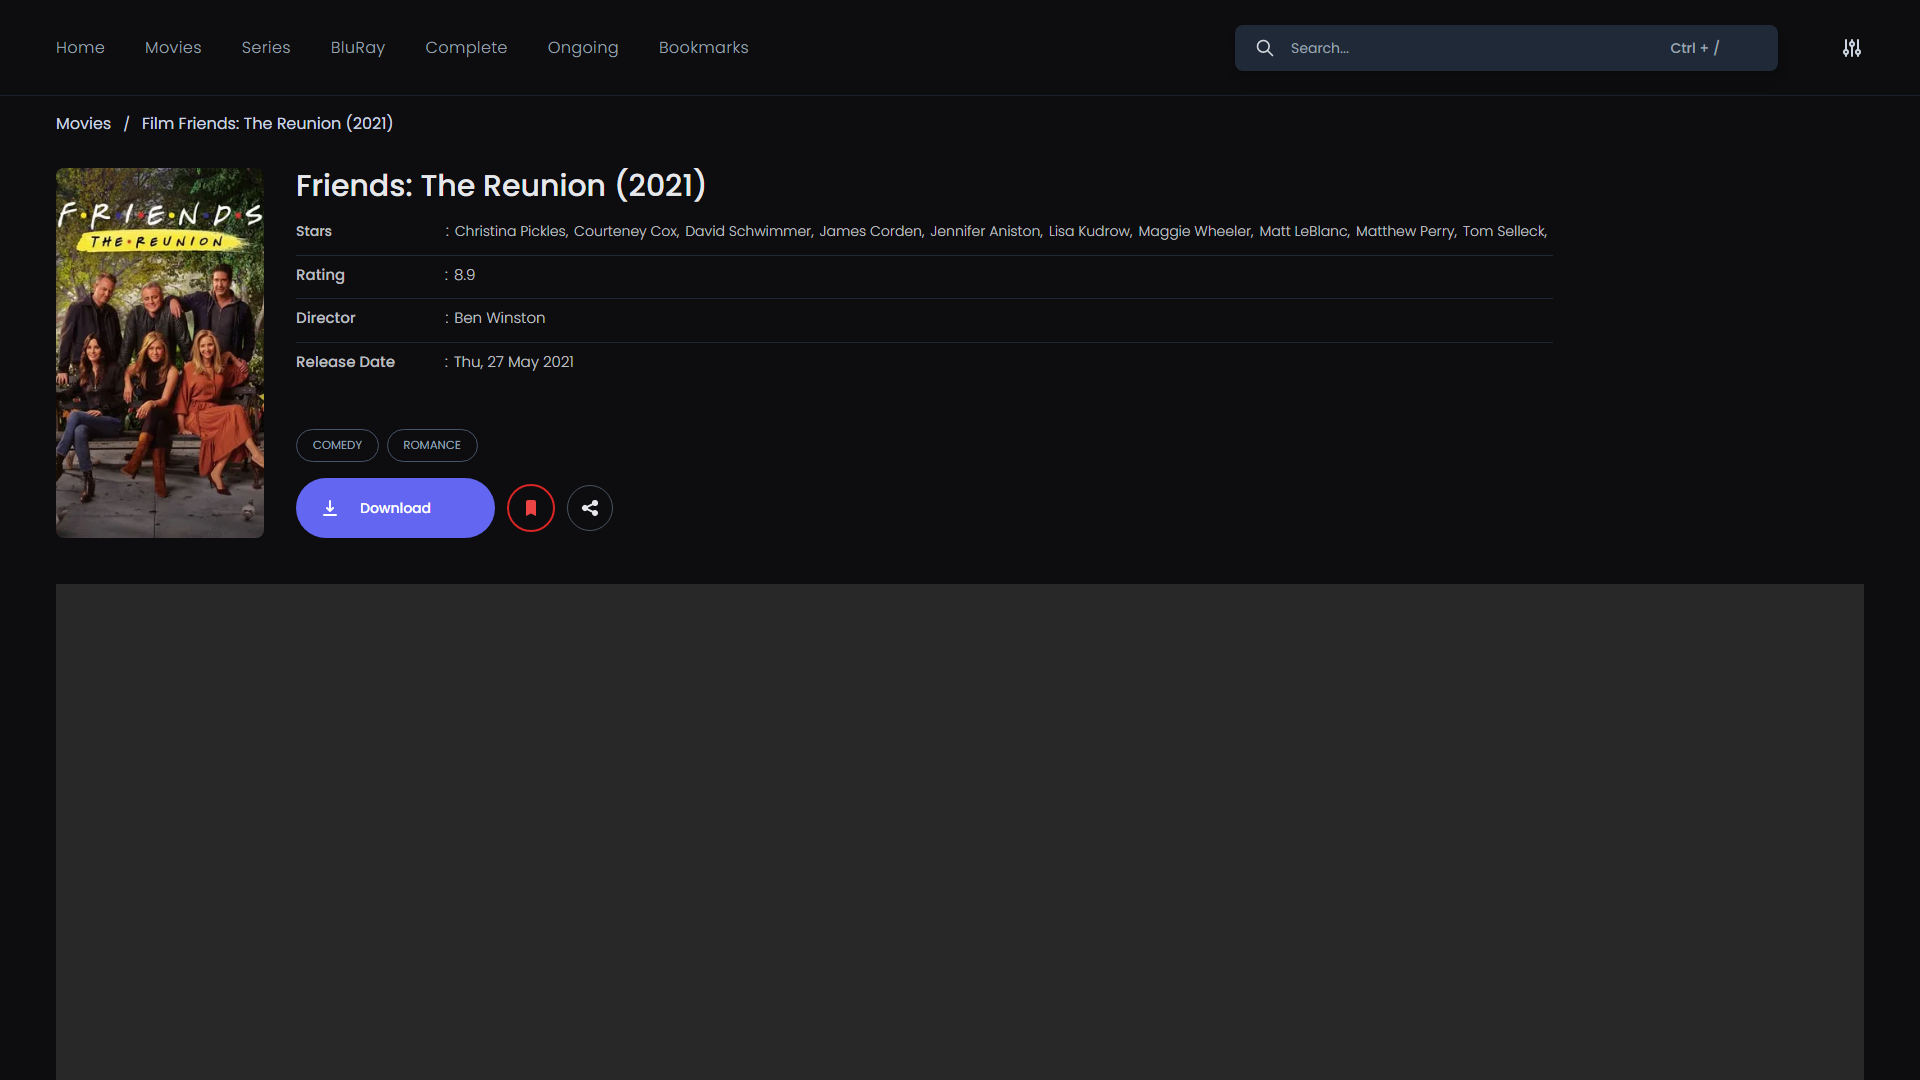 Home Movies Series BluRay Complete Ongoing Bookmarks Search... Ctrl + /
Movies / Film Friends: The Reunion (2021)
F•R•I•E•N•D•S
THE•REUNION
Friends: The Reunion (2021)
Stars : Christina Pickles, Courteney Cox, David Schwimmer, James Corden, Jennifer Aniston, Lisa Kudrow, Maggie Wheeler, Matt LeBlanc, Matthew Perry, Tom Selleck,
Rating : 8.9
Director : Ben Winston
Release Date : Thu, 27 May 2021
COMEDY ROMANCE
Download